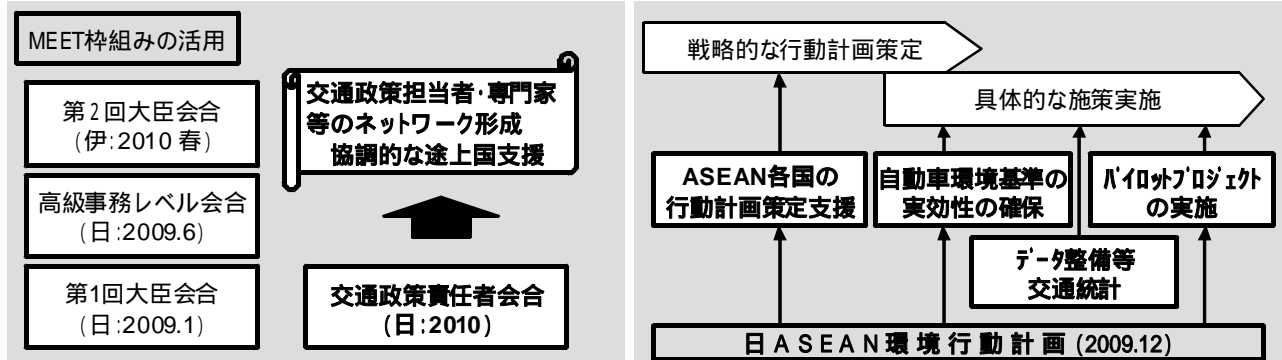 MEET枠組みの活用
第2回大臣会合
(伊:2010 春)
高級事務レベル会合
(日:2009.6)
第1回大臣会合
(日:2009.1)
交通政策担当者･専門家
等のネットワーク形成
協調的な途上国支援
交通政策責任者会合
(日:2010)
戦略的な行動計画策定
具体的な施策実施
ASEAN各国の
行動計画策定支援
自動車環境基準の
実効性の確保
ﾊﾟｲﾛｯﾄﾌﾟﾛｼﾞｪｸﾄ
の実施
ﾃﾞｰﾀ整備等
交通統計
日ASEAN環境行動計画(2009.12)